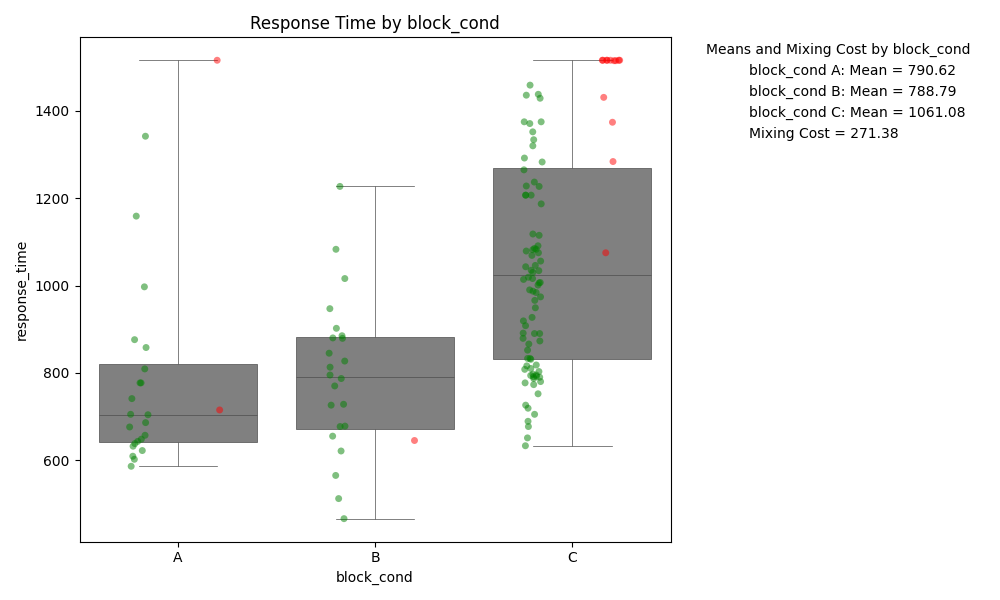 Response Time by block_cond
Means and Mixing Cost by block_cond
block_cond A: Mean = 790.62
block_cond B: Mean = 788.79
block_cond C: Mean = 1061.08
Mixing Cost = 271.38
response_time
1400
1200
1000
800
600
A
B
C
block_cond